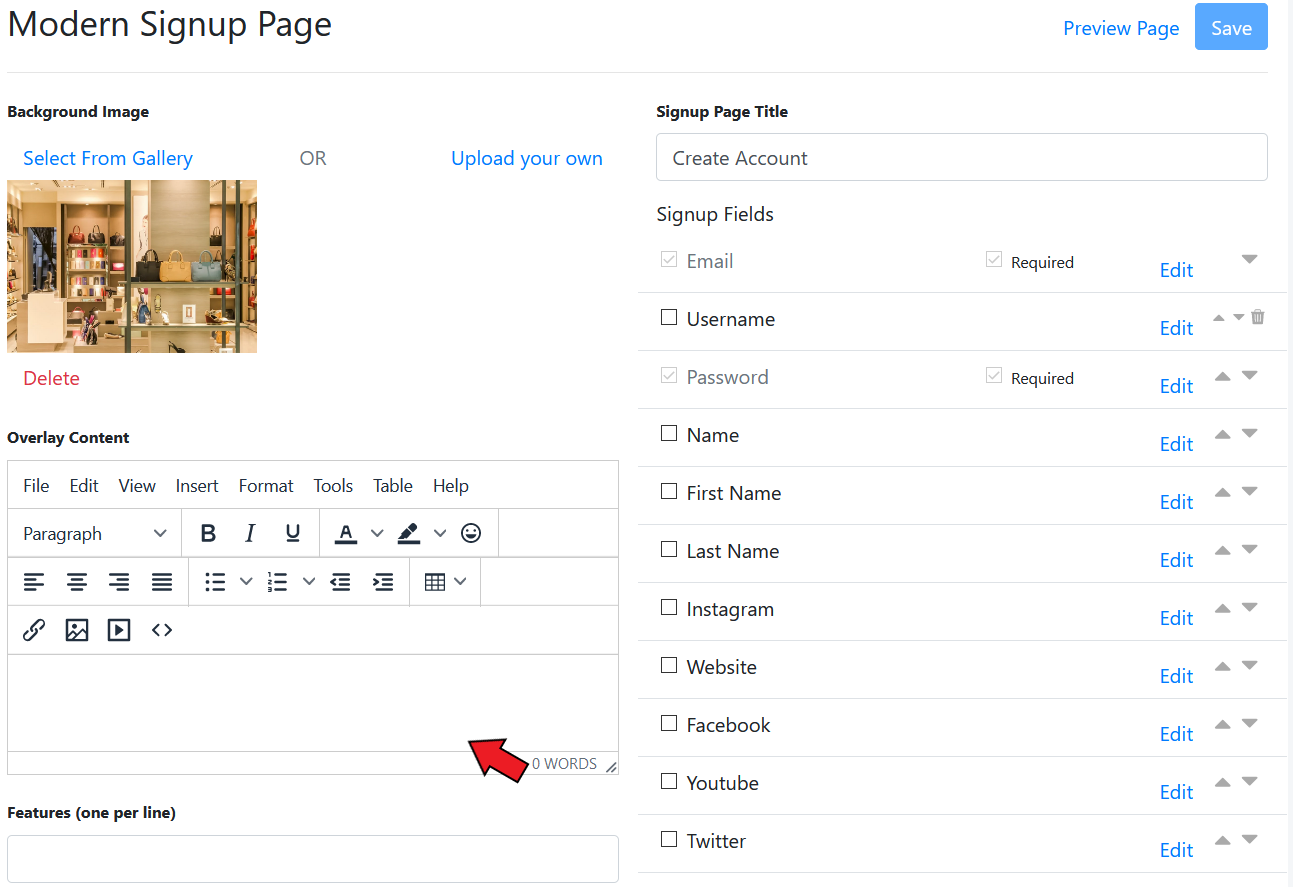 Modern Signup Page
Preview Page Save
Background Image
Select From Gallery OR Upload your own
Delete
Overlay Content
File Edit View Insert Format Tools Table Help
Paragraph B I U A
0 WORDS
Features (one per line)
Signup Page Title
Create Account
Signup Fields
Email Required Edit
Username Edit
Password Required Edit
Name Edit
First Name Edit
Last Name Edit
Instagram Edit
Website Edit
Facebook Edit
Youtube Edit
Twitter Edit